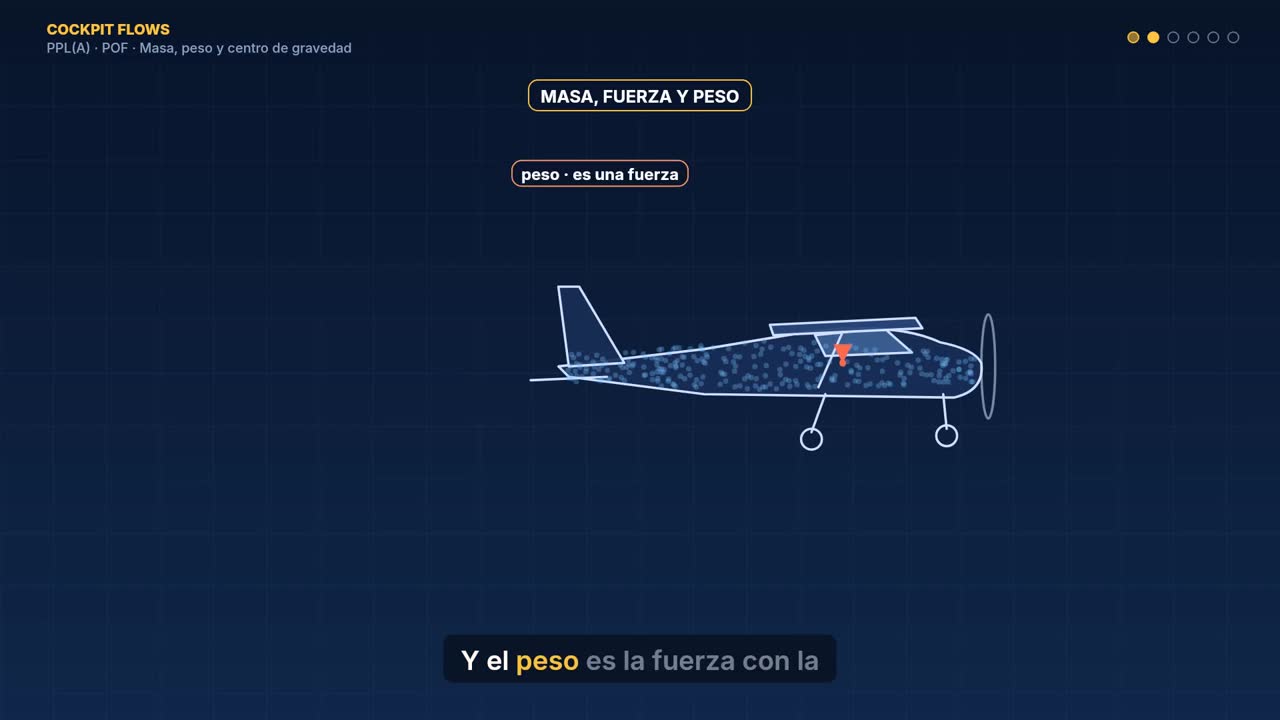 COCKPIT FLOWS
PPL(A) · POF · Masa, peso y centro de gravedad
MASA, FUERZA Y PESO
peso · es una fuerza
Y el peso es la fuerza con la